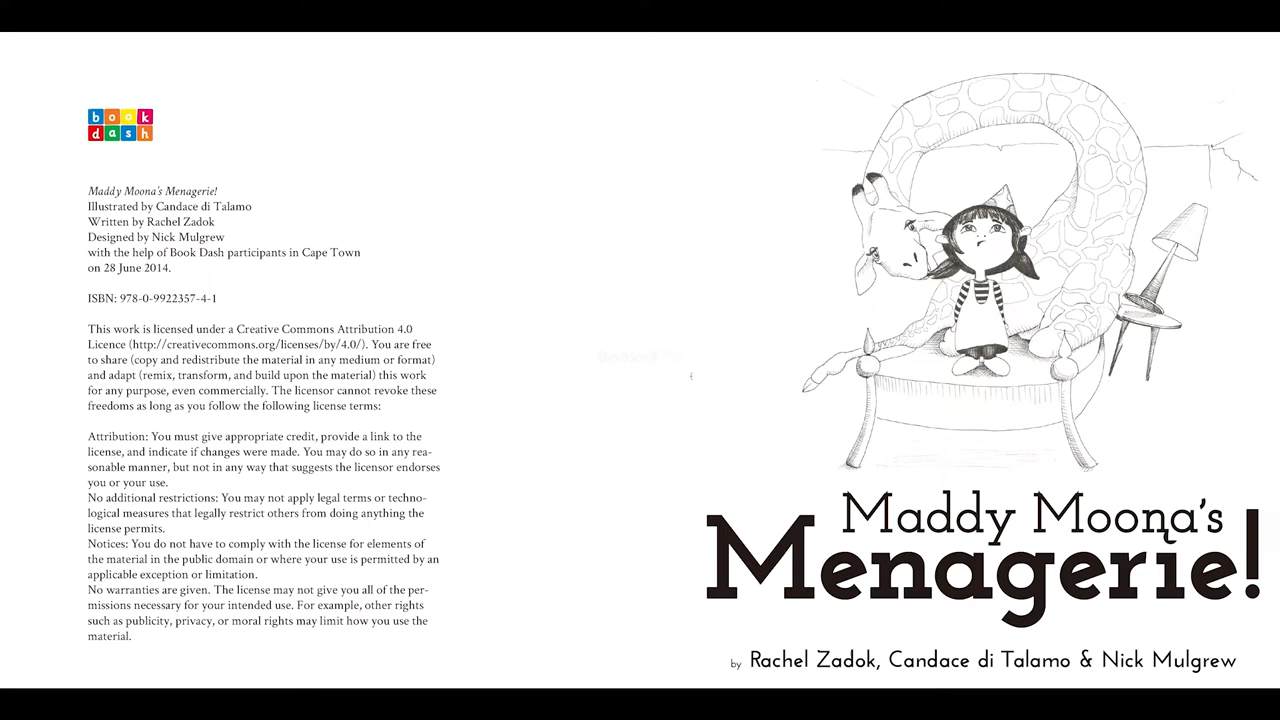 book
dash
Maddy Moona's Menagerie!
Illustrated by Candace di Talamo
Written by Rachel Zadok
Designed by Nick Mulgrew
with the help of Book Dash participants in Cape Town
on 28 June 2014.
ISBN: 978-0-9922357-4-1
This work is licensed under a Creative Commons Attribution 4.0
Licence (http://creativecommons.org/licenses/by/4.0/). You are free
to share (copy and redistribute the material in any medium or format)
and adapt (remix, transform, and build upon the material) this work
for any purpose, even commercially. The licensor cannot revoke these
freedoms as long as you follow the following license terms:
Attribution: You must give appropriate credit, provide a link to the
license, and indicate if changes were made. You may do so in any rea-
sonable manner, but not in any way that suggests the licensor endorses
you or your use.
No additional restrictions: You may not apply legal terms or techno-
logical measures that legally restrict others from doing anything the
license permits.
Notices: You do not have to comply with the license for elements of
the material in the public domain or where your use is permitted by an
applicable exception or limitation.
No warranties are given. The license may not give you all of the per-
missions necessary for your intended use. For example, other rights
such as publicity, privacy, or moral rights may limit how you use the
material.
Maddy Moona's
Menagerie!
by Rachel Zadok, Candace di Talamo & Nick Mulgrew